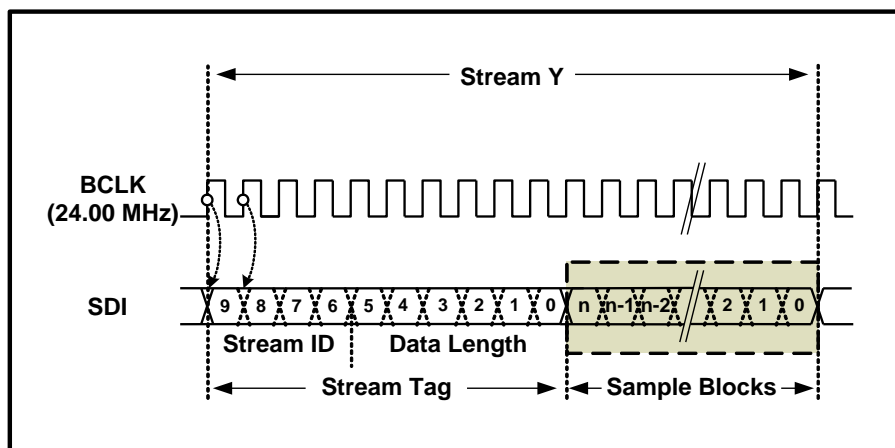 Stream Y
BCLK
(24.00 MHz)
SDI
9 8 7 6 5 4 3 2 1 0 n n-1 n-2 2 1 0
Stream ID Data Length
Stream Tag Sample Blocks